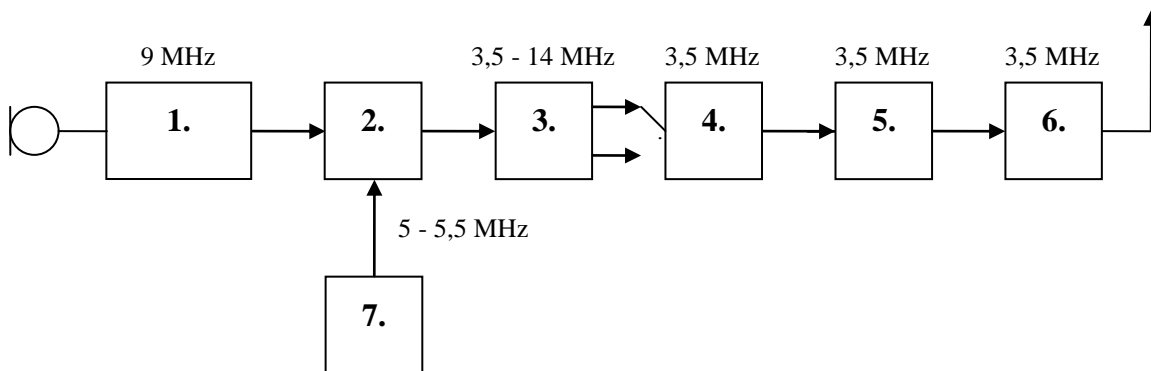 9 MHz
3,5 - 14 MHz
3,5 MHz
3,5 MHz
3,5 MHz
1.
2.
3.
4.
5.
6.
5 - 5,5 MHz
7.